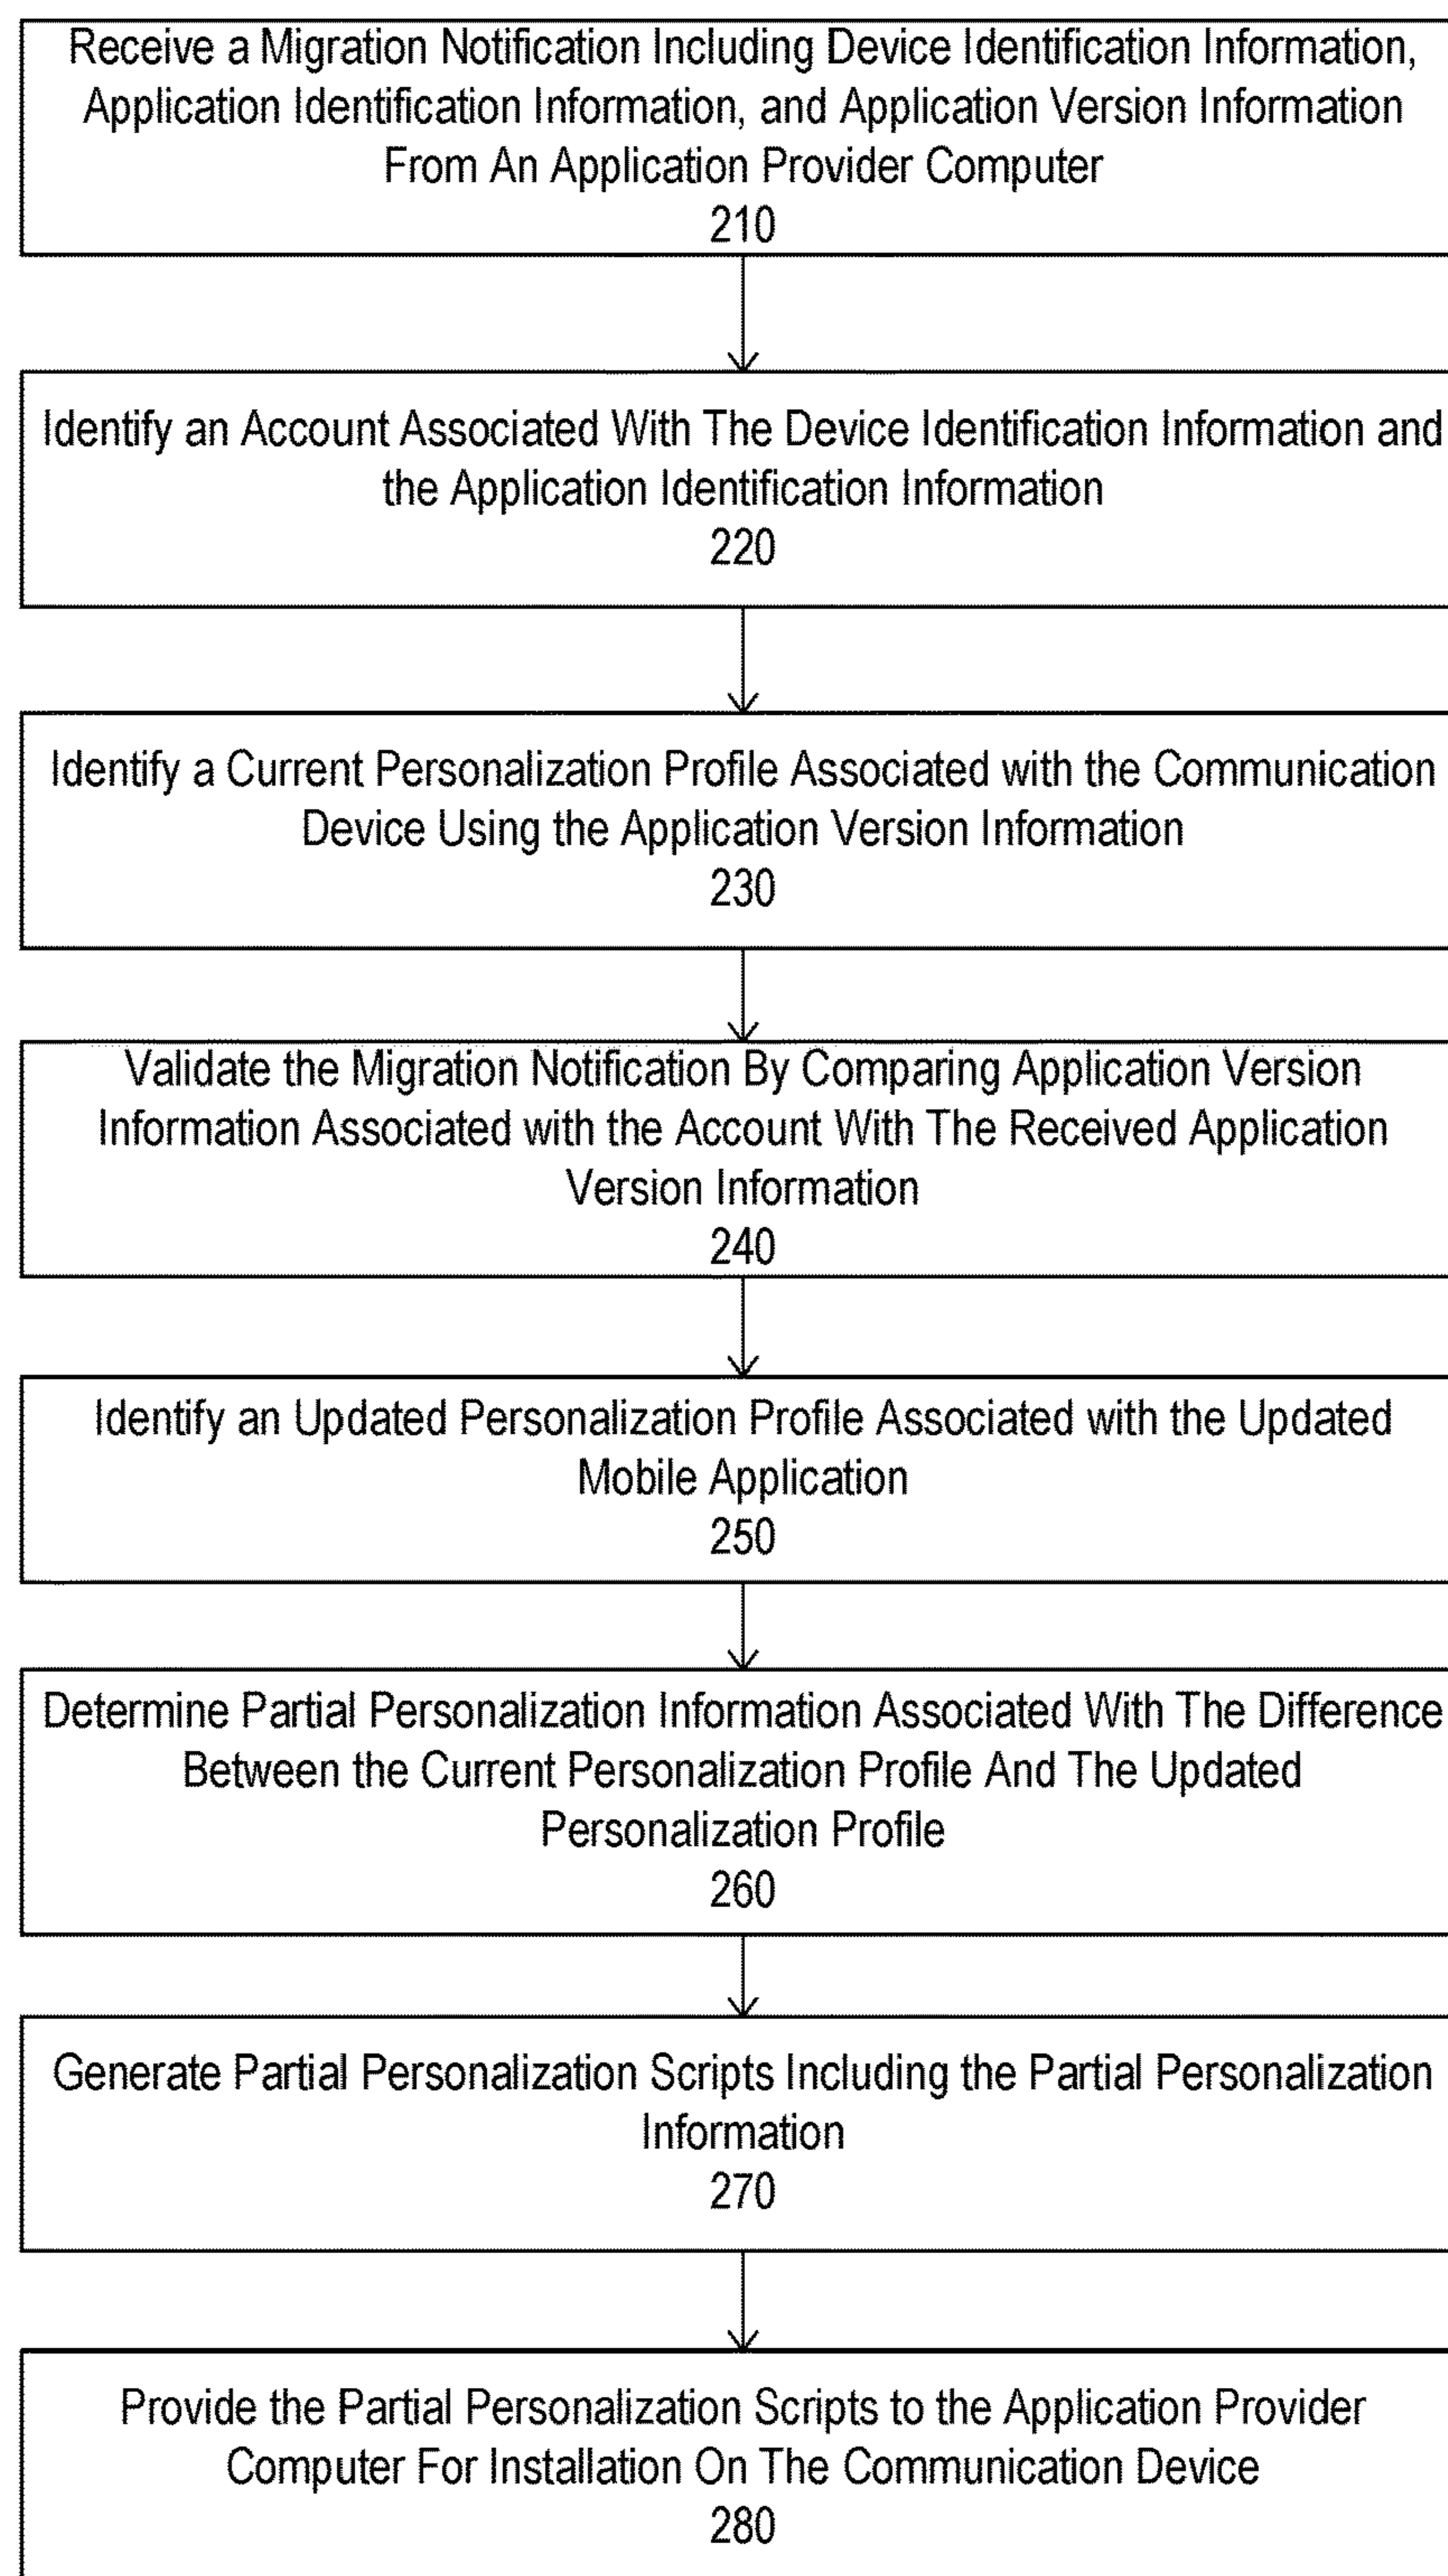 Receive a Migration Notification Including Device Identification Information,
Application Identification Information, and Application Version Information
From An Application Provider Computer
210
Identify an Account Associated With The Device Identification Information and
the Application Identification Information
220
Identify a Current Personalization Profile Associated with the Communication
Device Using the Application Version Information
230
Validate the Migration Notification By Comparing Application Version
Information Associated with the Account With The Received Application
Version Information
240
Identify an Updated Personalization Profile Associated with the Updated
Mobile Application
250
Determine Partial Personalization Information Associated With The Difference
Between the Current Personalization Profile And The Updated
Personalization Profile
260
Generate Partial Personalization Scripts Including the Partial Personalization
Information
270
Provide the Partial Personalization Scripts to the Application Provider
Computer For Installation On The Communication Device
280